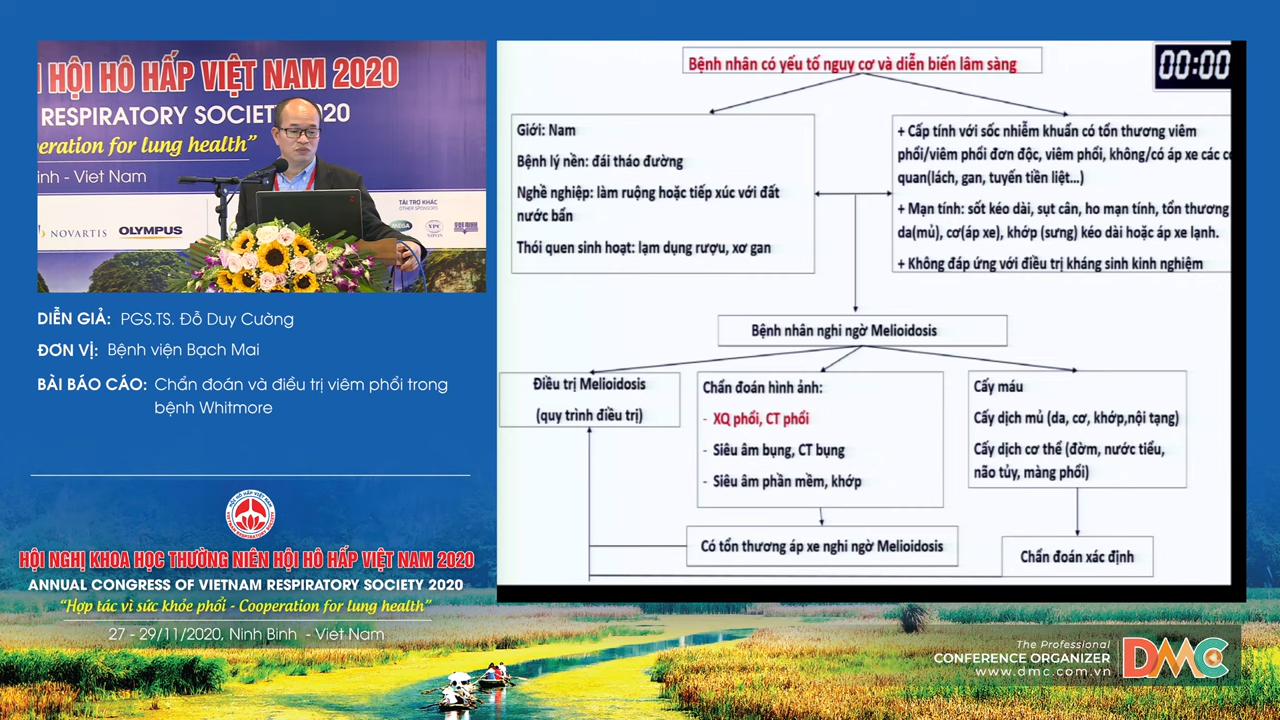 HỘI HÔ HẤP VIỆT NAM 2020
RESPIRATORY SOCIETY 2020
for lung health”
- Viet Nam
TÀI TRỢ KHÁC
OTHER SPONSORS
NOVARTIS
OLYMPUS
DIỄN GIẢ: PGS.TS. Đỗ Duy Cường
ĐƠN VỊ: Bệnh viện Bạch Mai
BÀI BÁO CÁO: Chẩn đoán và điều trị viêm phổi trong
bệnh Whitmore
HỘI HÔ HẤP VIỆT NAM
VIETNAM RESPIRATORY SOCIETY
HỘI NGHỊ KHOA HỌC THƯỜNG NIÊN HỘI HÔ HẤP VIỆT NAM 2020
ANNUAL CONGRESS OF VIETNAM RESPIRATORY SOCIETY 2020
“Hợp tác vì sức khỏe phổi - Cooperation for lung health”
27 - 29/11/2020, Ninh Binh - Viet Nam
Bệnh nhân có yếu tố nguy cơ và diễn biến lâm sàng
00:00
Giới: Nam
Bệnh lý nền: đái tháo đường
Nghề nghiệp: làm ruộng hoặc tiếp xúc với đất
nước bẩn
Thói quen sinh hoạt: lạm dụng rượu, xơ gan
+ Cấp tính với sốc nhiễm khuẩn có tổn thương viêm
phổi/viêm phổi đơn độc, viêm phổi, không/có áp xe các
quan(lách, gan, tuyến tiền liệt...)
+ Mạn tính: sốt kéo dài, sụt cân, ho mạn tính, tổn thương
da(mủ), cơ(áp xe), khớp (sưng) kéo dài hoặc áp xe lạnh.
+ Không đáp ứng với điều trị kháng sinh kinh nghiệm
Bệnh nhân nghi ngờ Melioidosis
Điều trị Melioidosis
(quy trình điều trị)
Chẩn đoán hình ảnh:
- XQ phổi, CT phổi
- Siêu âm bụng, CT bụng
- Siêu âm phần mềm, khớp
Cấy máu
Cấy dịch mủ (da, cơ, khớp,nội tạng)
Cấy dịch cơ thể (đờm, nước tiểu,
não tủy, màng phổi)
Có tổn thương áp xe nghi ngờ Melioidosis
Chẩn đoán xác định
The Professional
CONFERENCE ORGANIZER
www.dmc.com.vn
DMC